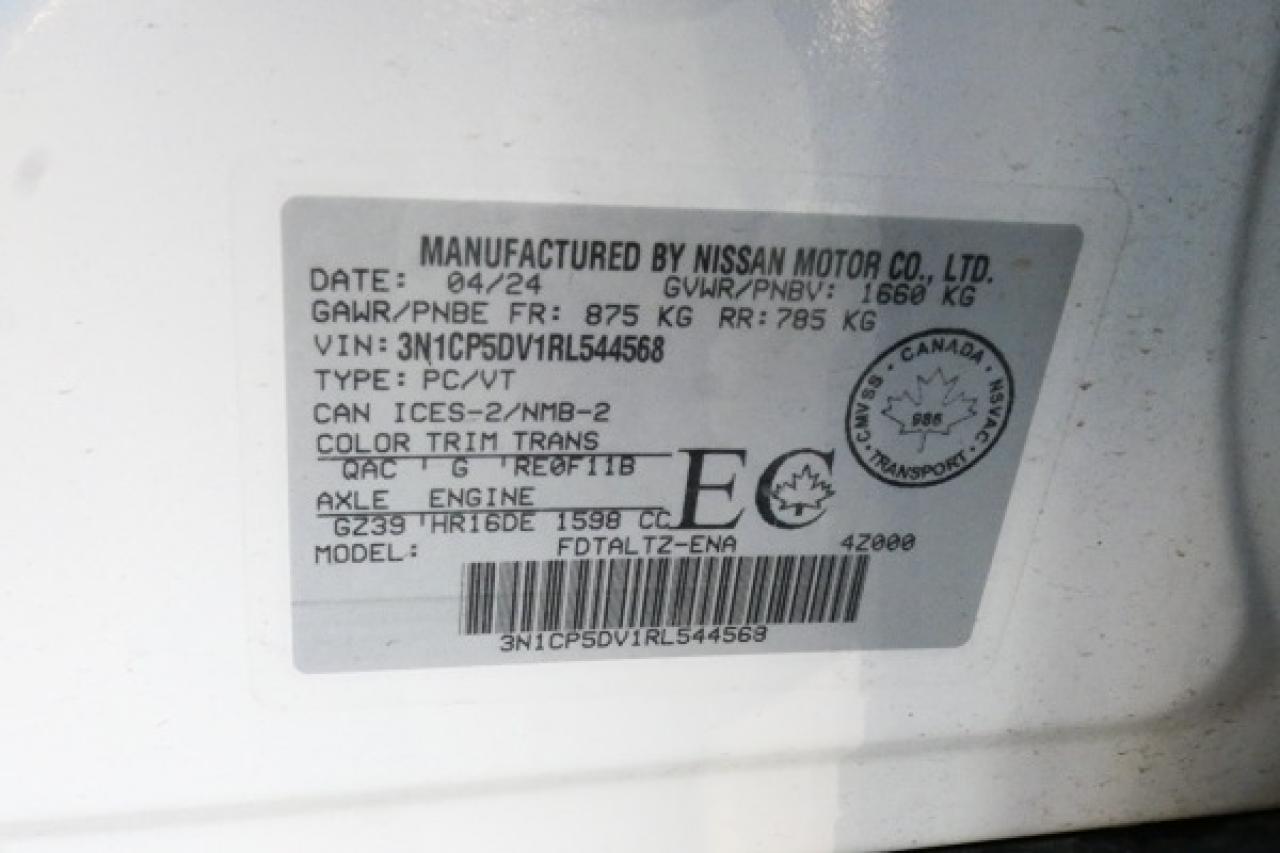 MANUFACTURED BY NISSAN MOTOR CO., LTD.
DATE: 04/24 GVWR/PNBV: 1660 KG
GAWR/PNBE FR: 875 KG RR: 785 KG
VIN: 3N1CP5DV1RL544568
TYPE: PC/VT
CAN ICES-2/NMB-2
COLOR TRIM TRANS
QAC ' G 'RE0F11B
AXLE ENGINE
GZ39 'HR16DE 1598 CC
EC
CANADA · NSVAC · TRANSPORT · CMVSS ·
986
MODEL: FDTALTZ-ENA 4Z000
3N1CP5DV1RL544568